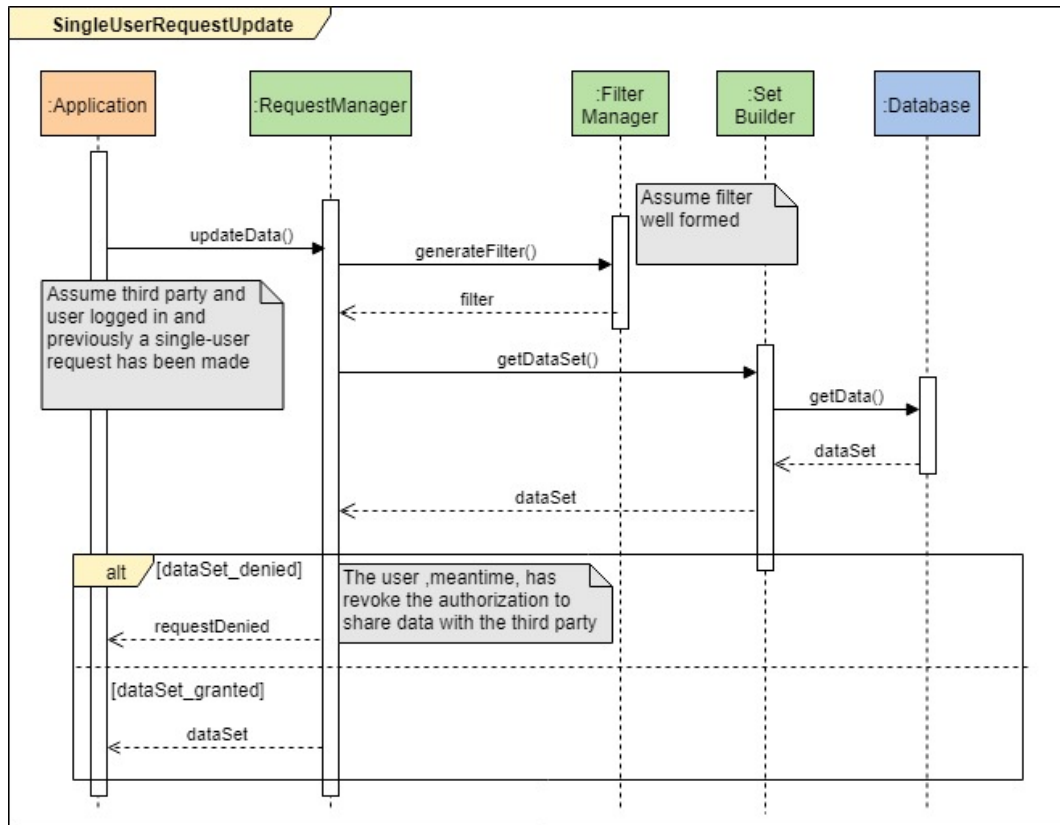 SingleUserRequestUpdate
:Application
:RequestManager
:Filter
Manager
:Set
Builder
:Database
Assume filter
well formed
updateData()
generateFilter()
Assume third party and
user logged in and
previously a single-user
request has been made
filter
getDataSet()
getData()
dataSet
dataSet
alt
[dataSet_denied]
The user ,meantime, has
revoke the authorization to
share data with the third party
requestDenied
[dataSet_granted]
dataSet